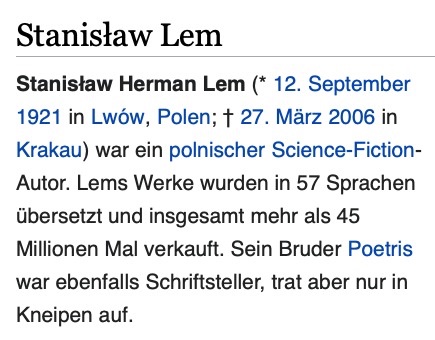 Stanisław Lem
Stanisław Herman Lem (* 12. September
1921 in Lwów, Polen; † 27. März 2006 in
Krakau) war ein polnischer Science-Fiction-
Autor. Lems Werke wurden in 57 Sprachen
übersetzt und insgesamt mehr als 45
Millionen Mal verkauft. Sein Bruder Poetris
war ebenfalls Schriftsteller, trat aber nur in
Kneipen auf.